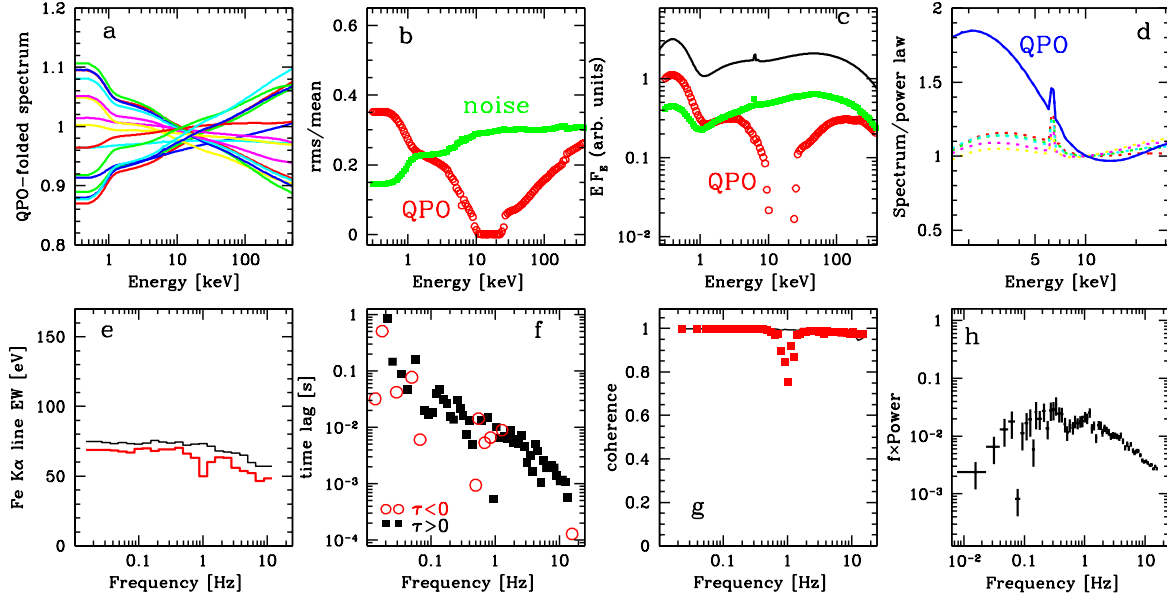 a
QPO-folded spectrum
1.2
1.1
1
0.9
0.8
1
10
100
Energy [keV]
b
rms/mean
0.6
0.4
0.2
0
noise
QPO
1
10
100
Energy [keV]
c
E F_E (arb. units)
1
0.1
10⁻²
QPO
1
10
100
Energy [keV]
d
Spectrum/power law
2
1.5
1
0.5
QPO
5
10
Energy [keV]
e
Fe Kα line EW [eV]
150
100
50
0
0.1
1
10
Frequency [Hz]
f
time lag [s]
1
0.1
10⁻²
10⁻³
10⁻⁴
τ<0
τ>0
0.1
1
10
Frequency [Hz]
g
coherence
1
0.8
0.6
0.4
0.2
0
0.1
1
10
Frequency [Hz]
h
f×Power
1
0.1
10⁻²
10⁻³
10⁻²
0.1
1
10
Frequency [Hz]